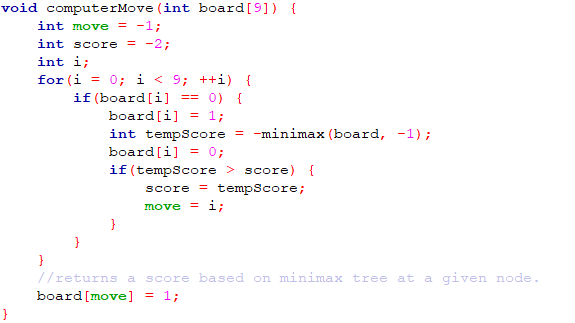 void computerMove(int board[9]) {
    int move = -1;
    int score = -2;
    int i;
    for(i = 0; i < 9; ++i) {
        if(board[i] == 0) {
            board[i] = 1;
            int tempScore = -minimax(board, -1);
            board[i] = 0;
            if(tempScore > score) {
                score = tempScore;
                move = i;
            }
        }
    }
    //returns a score based on minimax tree at a given node.
    board[move] = 1;
}